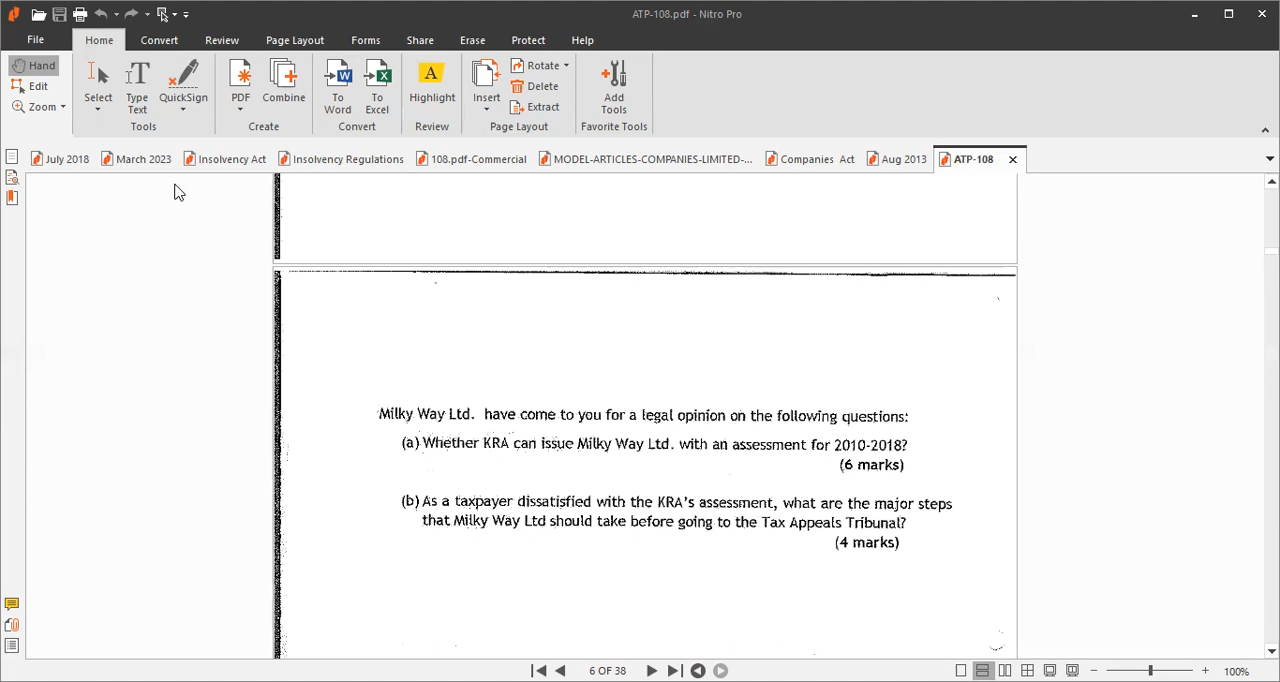 ATP-108.pdf - Nitro Pro
File Home Convert Review Page Layout Forms Share Erase Protect Help
Hand
Edit
Zoom
Select
Type Text
QuickSign
Tools
PDF
Combine
Create
To Word
To Excel
Convert
Highlight
Review
Insert
Rotate
Delete
Extract
Page Layout
Add Tools
Favorite Tools
July 2018 March 2023 Insolvency Act Insolvency Regulations 108.pdf-Commercial MODEL-ARTICLES-COMPANIES-LIMITED-... Companies Act Aug 2013 ATP-108
Milky Way Ltd. have come to you for a legal opinion on the following questions:
(a) Whether KRA can issue Milky Way Ltd. with an assessment for 2010-2018?
(6 marks)
(b) As a taxpayer dissatisfied with the KRA's assessment, what are the major steps
that Milky Way Ltd should take before going to the Tax Appeals Tribunal?
(4 marks)
6 OF 38
100%